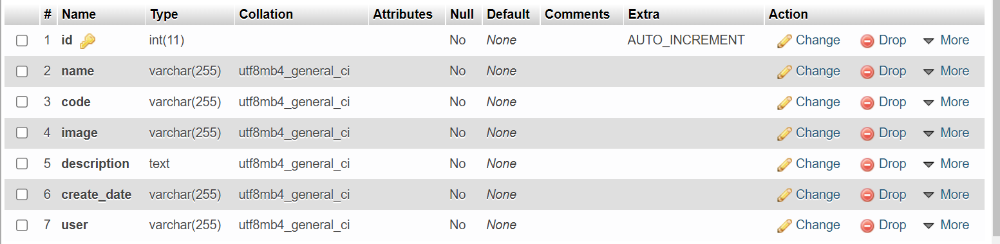 # Name Type Collation Attributes Null Default Comments Extra Action
1 id int(11) No None AUTO_INCREMENT Change Drop More
2 name varchar(255) utf8mb4_general_ci No None Change Drop More
3 code varchar(255) utf8mb4_general_ci No None Change Drop More
4 image varchar(255) utf8mb4_general_ci No None Change Drop More
5 description text utf8mb4_general_ci No None Change Drop More
6 create_date varchar(255) utf8mb4_general_ci No None Change Drop More
7 user varchar(255) utf8mb4_general_ci No None Change Drop More